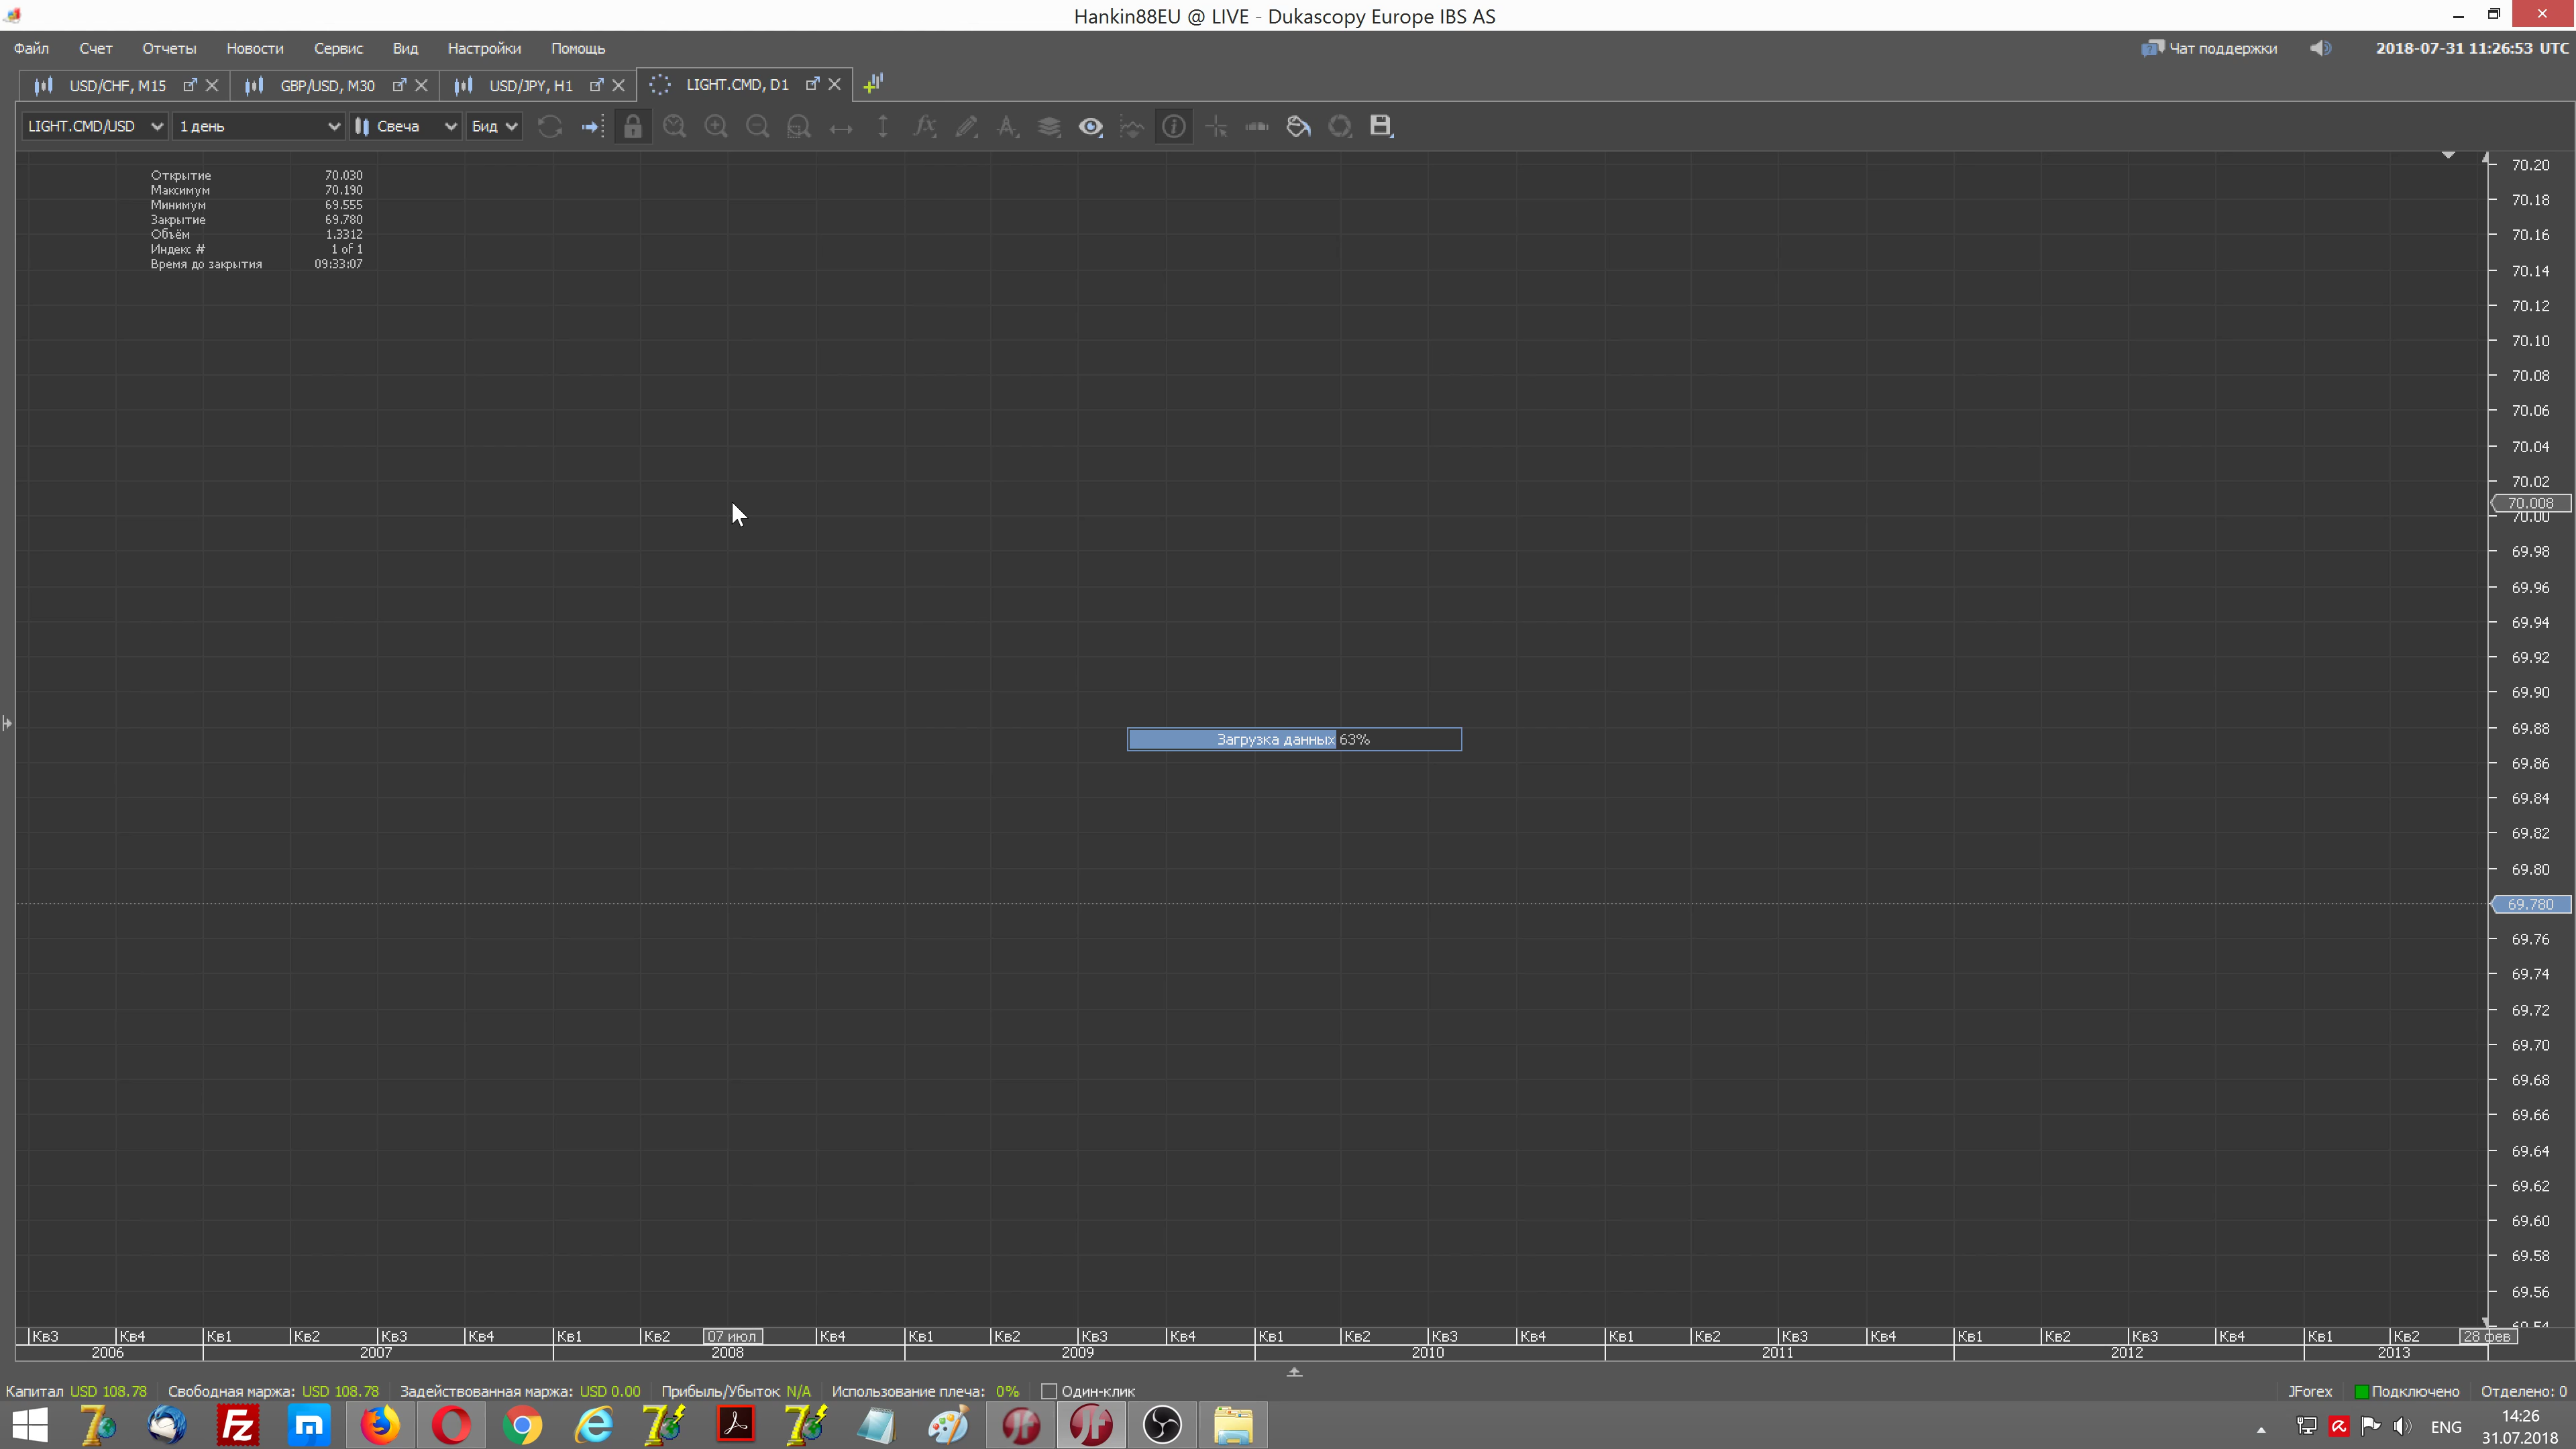 Hankin88EU @ LIVE - Dukascopy Europe IBS AS
Файл Счет Отчеты Новости Сервис Вид Настройки Помощь Чат поддержки 2018-07-31 11:26:53 UTC
USD/CHF, M15 GBP/USD, M30 USD/JPY, H1 LIGHT.CMD, D1
LIGHT.CMD/USD 1 день Свеча Бид
Открытие 70.030
Максимум 70.190
Минимум 69.555
Закрытие 69.780
Объём 1.3312
Индекс # 1 of 1
Время до закрытия 09:33:07
70.20
70.18
70.16
70.14
70.12
70.10
70.08
70.06
70.04
70.02
70.008
70.00
69.98
69.96
69.94
69.92
69.90
69.88
Загрузка данных 63%
69.86
69.84
69.82
69.80
69.780
69.76
69.74
69.72
69.70
69.68
69.66
69.64
69.62
69.60
69.58
69.56
69.54
Кв3 Кв4 Кв1 Кв2 Кв3 Кв4 Кв1 Кв2 07 июл Кв4 Кв1 Кв2 Кв3 Кв4 Кв1 Кв2 Кв3 Кв4 Кв1 Кв2 Кв3 Кв4 Кв1 Кв2 Кв3 Кв4 Кв1 Кв2 28 фев
2006 2007 2008 2009 2010 2011 2012 2013
Капитал USD 108.78 Свободная маржа: USD 108.78 Задействованная маржа: USD 0.00 Прибыль/Убыток N/A Использование плеча: 0% Один-клик JForex Подключено Отделено: 0
ENG 14:26
31.07.2018